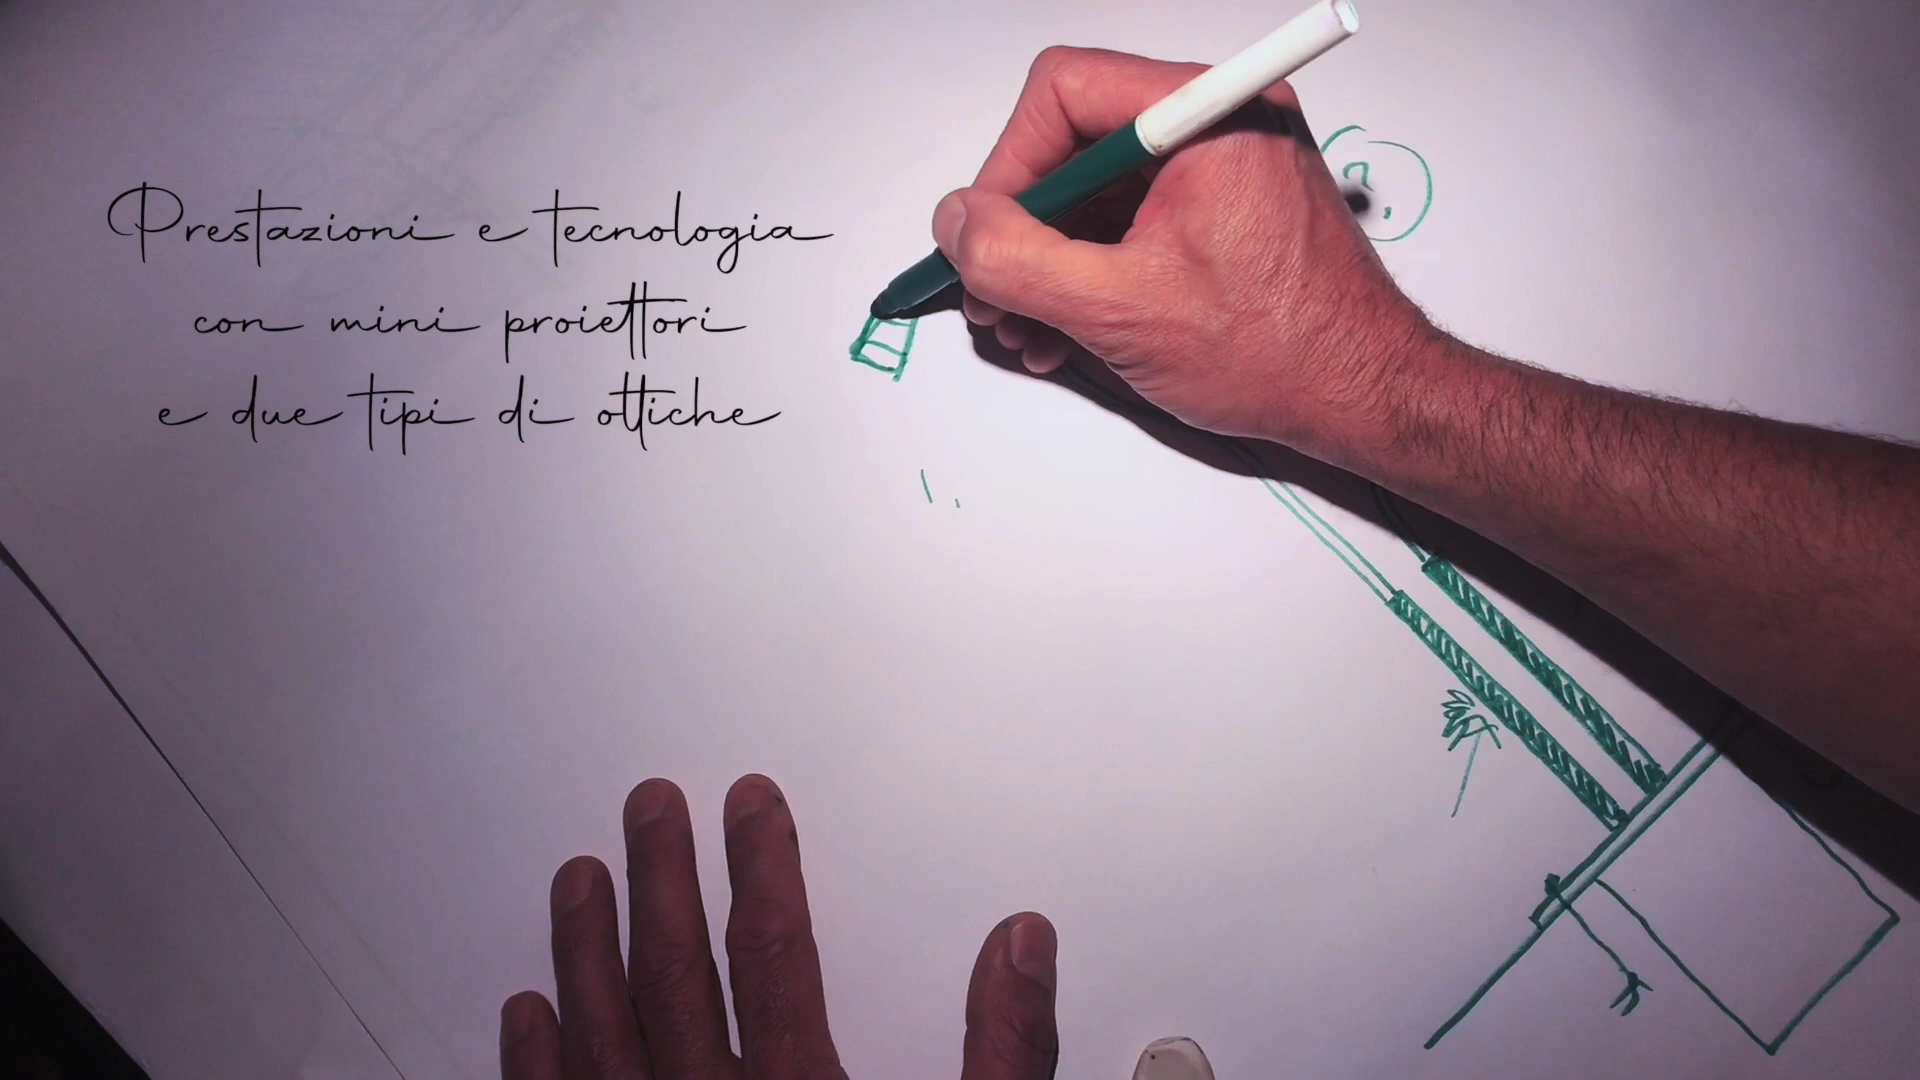 Prestazioni e tecnologia
con mini proiettori
e due tipi di ottiche